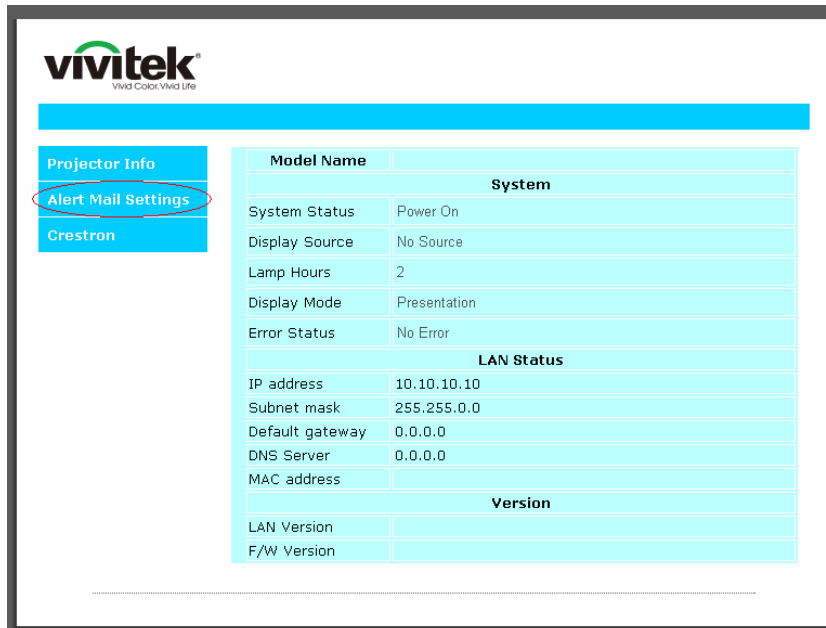 vivitek®
Vivid Color. Vivid Life
Projector Info
Alert Mail Settings
Crestron
Model Name
System
System Status Power On
Display Source No Source
Lamp Hours 2
Display Mode Presentation
Error Status No Error
LAN Status
IP address 10.10.10.10
Subnet mask 255.255.0.0
Default gateway 0.0.0.0
DNS Server 0.0.0.0
MAC address
Version
LAN Version
F/W Version